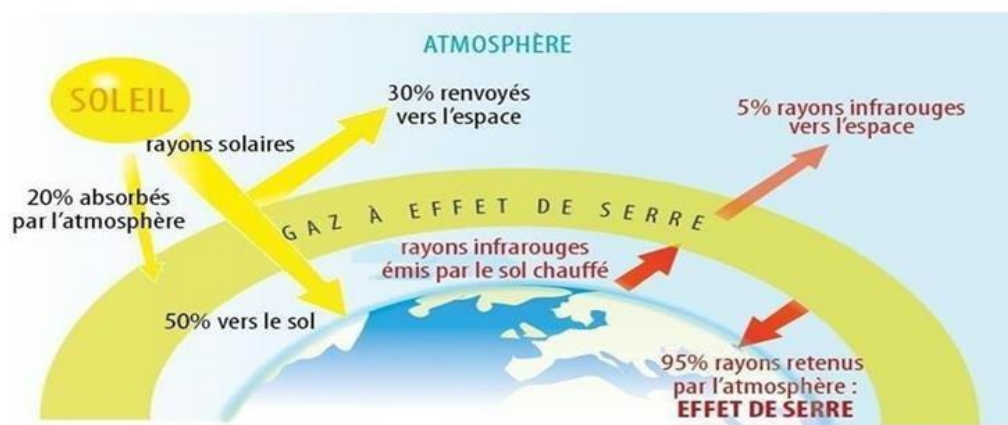 ATMOSPHÈRE
SOLEIL
rayons solaires
30% renvoyés
vers l'espace
5% rayons infrarouges
vers l'espace
20% absorbés
par l'atmosphère
GAZ À EFFET DE SERRE
rayons infrarouges
émis par le sol chauffé
50% vers le sol
95% rayons retenus
par l'atmosphère :
EFFET DE SERRE